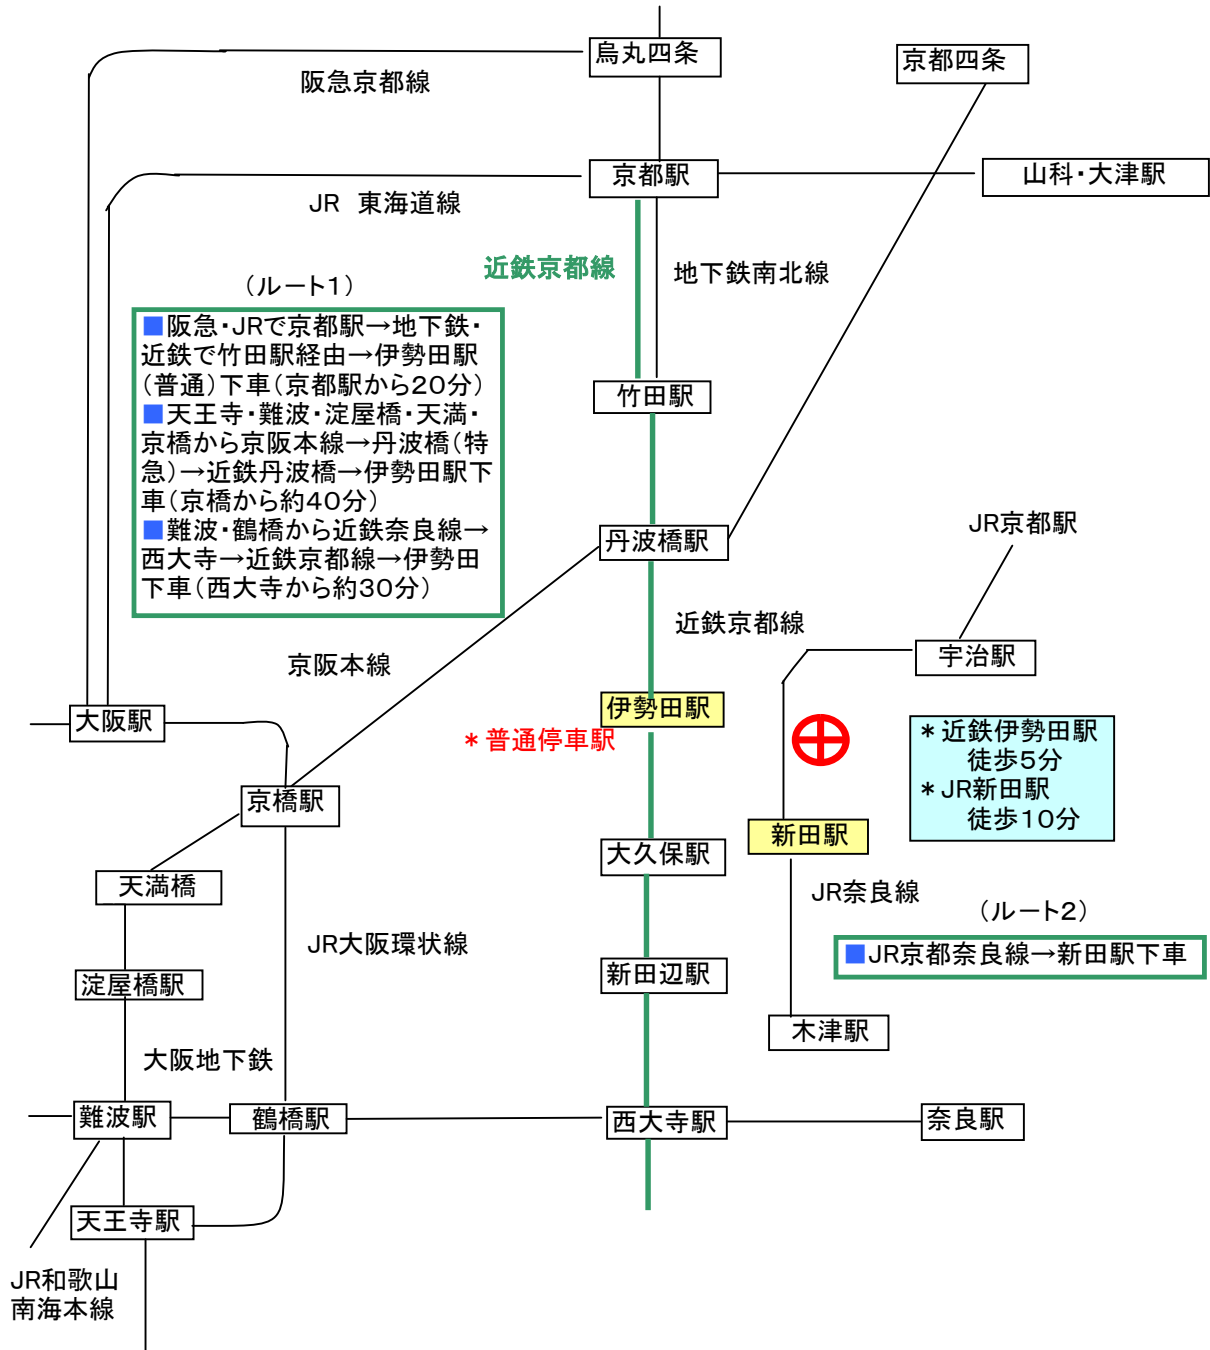 烏丸四条
京都四条
阪急京都線
京都駅
山科・大津駅
JR　東海道線
近鉄京都線
地下鉄南北線
（ルート1）
■阪急・JRで京都駅→地下鉄・
近鉄で竹田駅経由→伊勢田駅
（普通）下車（京都駅から20分）
■天王寺・難波・淀屋橋・天満・
京橋から京阪本線→丹波橋（特
急）→近鉄丹波橋→伊勢田駅下
車（京橋から約40分）
■難波・鶴橋から近鉄奈良線→
西大寺→近鉄京都線→伊勢田
下車（西大寺から約30分）
竹田駅
丹波橋駅
JR京都駅
近鉄京都線
宇治駅
京阪本線
大阪駅
伊勢田駅
＊普通停車駅
＊近鉄伊勢田駅
徒歩5分
＊JR新田駅
徒歩10分
京橋駅
新田駅
大久保駅
天満橋
JR奈良線
（ルート2）
JR大阪環状線
■JR京都奈良線→新田駅下車
淀屋橋駅
新田辺駅
木津駅
大阪地下鉄
難波駅
鶴橋駅
西大寺駅
奈良駅
天王寺駅
JR和歌山
南海本線